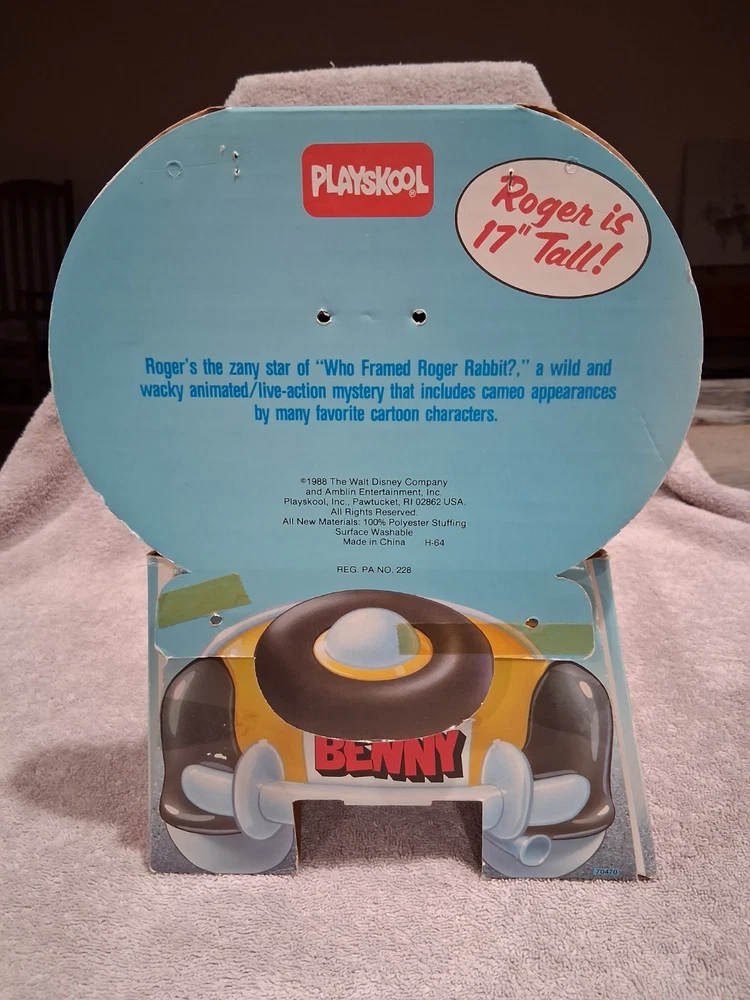 PLAYSKOOL®
Roger is
17" Tall!
Roger's the zany star of "Who Framed Roger Rabbit?," a wild and
wacky animated/live-action mystery that includes cameo appearances
by many favorite cartoon characters.
©1988 The Walt Disney Company
and Amblin Entertainment, Inc.
Playskool, Inc., Pawtucket, RI 02862 USA.
All Rights Reserved.
All New Materials: 100% Polyester Stuffing
Surface Washable
Made in China H-64
REG. PA NO. 228
BENNY
70470